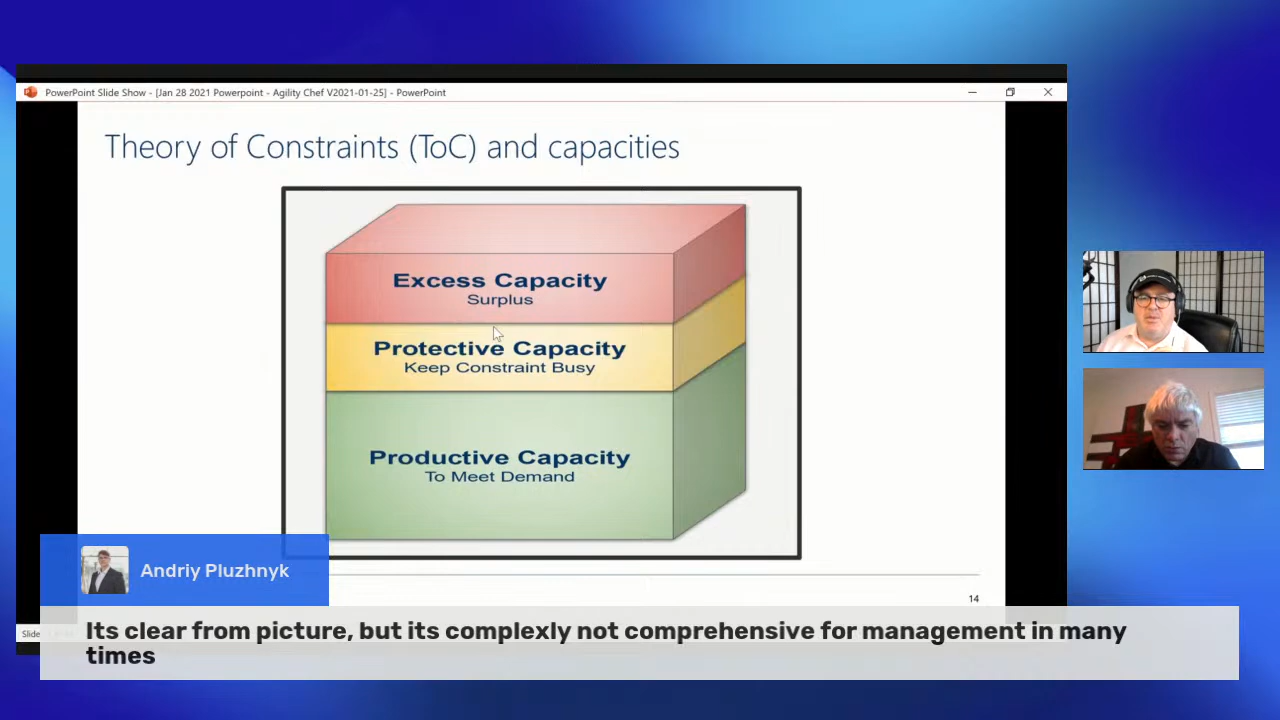 PowerPoint Slide Show - [Jan 28 2021 Powerpoint - Agility Chef V2021-01-25] - PowerPoint
Theory of Constraints (ToC) and capacities
Excess Capacity
Surplus
Protective Capacity
Keep Constraint Busy
Productive Capacity
To Meet Demand
14
Slide
Andriy Pluzhnyk
Its clear from picture, but its complexly not comprehensive for management in many
times